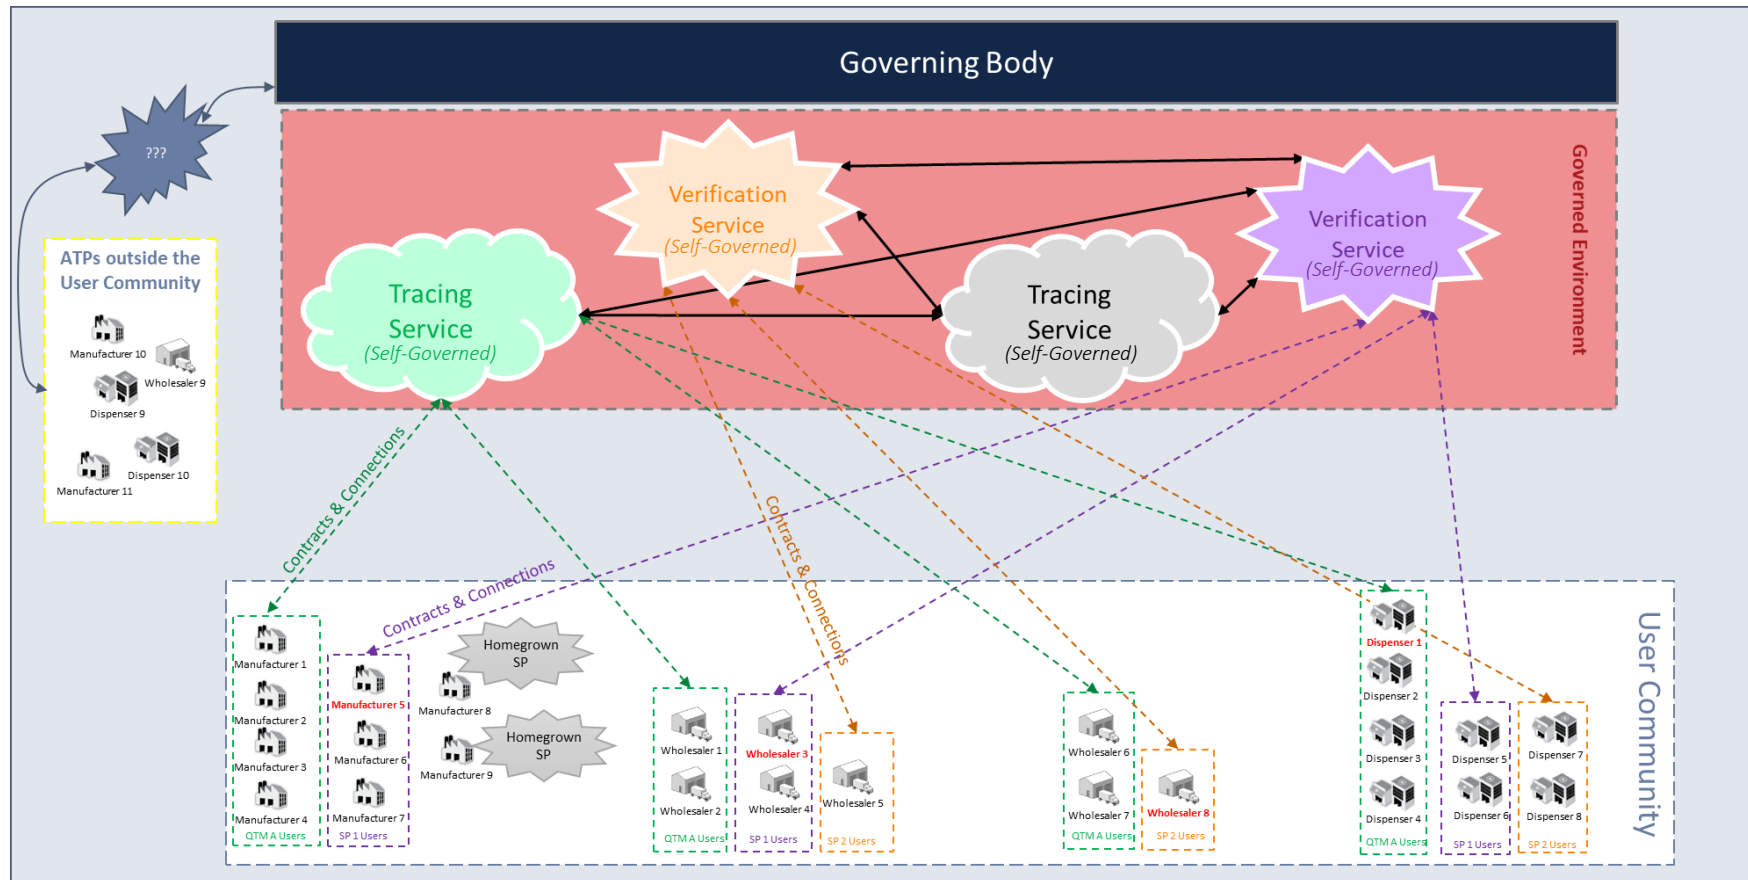 Governing Body
???
Governed Environment
Verification
Service
(Self-Governed)
Verification
Service
(Self-Governed)
Tracing
Service
(Self-Governed)
Tracing
Service
(Self-Governed)
ATPs outside the
User Community
Manufacturer 10
Wholesaler 9
Dispenser 9
Dispenser 10
Manufacturer 11
Contracts & Connections
Contracts & Connections
Contracts & Connections
User Community
Manufacturer 1
Manufacturer 2
Manufacturer 3
Manufacturer 4
QTM A Users
Manufacturer 5
Manufacturer 6
Manufacturer 7
SP 1 Users
Homegrown
SP
Manufacturer 8
Homegrown
SP
Manufacturer 9
Wholesaler 1
Wholesaler 2
QTM A Users
Wholesaler 3
Wholesaler 4
SP 1 Users
Wholesaler 5
SP 2 Users
Wholesaler 6
Wholesaler 7
QTM A Users
Wholesaler 8
SP 2 Users
Dispenser 1
Dispenser 2
Dispenser 3
Dispenser 4
QTM A Users
Dispenser 5
Dispenser 6
SP 1 Users
Dispenser 7
Dispenser 8
SP 2 Users